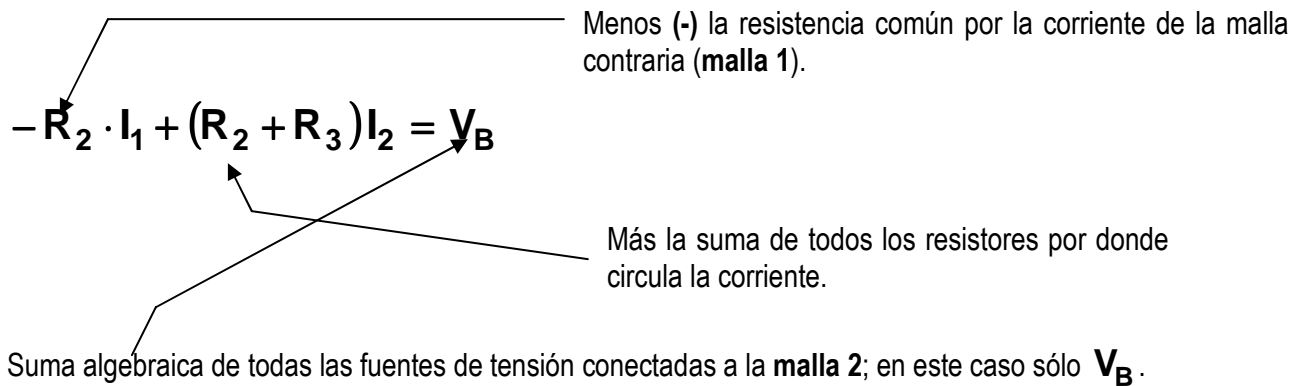 Menos (-) la resistencia común por la corriente de la malla
contraria (malla 1).
− R₂ · I₁ + (R₂ + R₃) I₂ = V_B
Más la suma de todos los resistores por donde
circula la corriente.
Suma algebraica de todas las fuentes de tensión conectadas a la malla 2; en este caso sólo V_B .